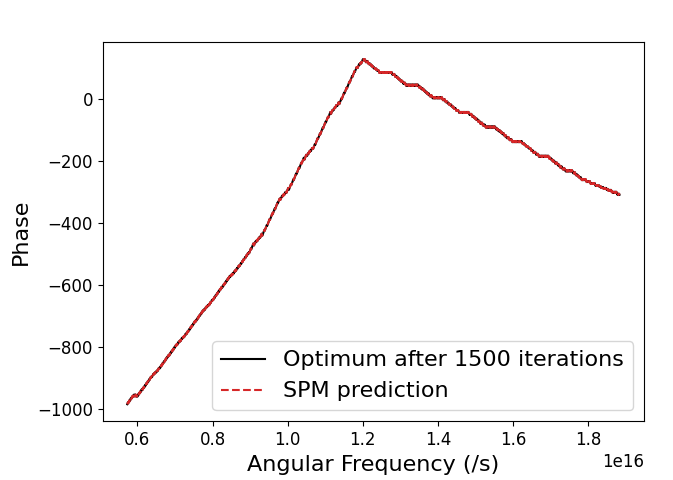 0
−200
−400
−600
−800
−1000
Phase
Optimum after 1500 iterations
SPM prediction
0.6 0.8 1.0 1.2 1.4 1.6 1.8
1e16
Angular Frequency (/s)